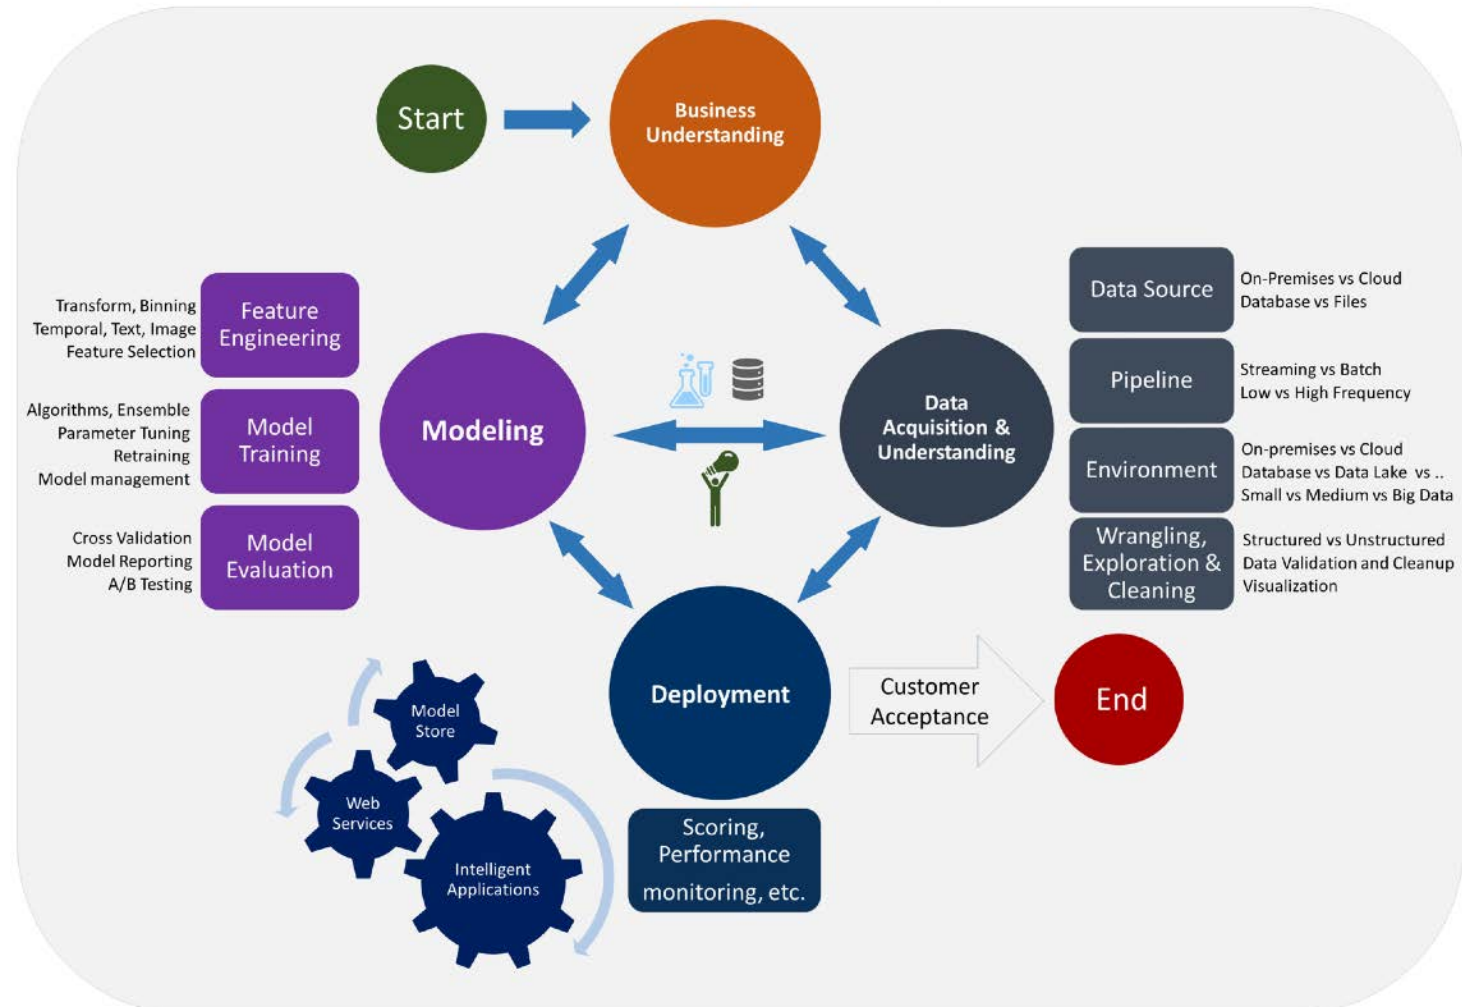 Start
Business
Understanding
Feature
Engineering
Transform, Binning
Temporal, Text, Image
Feature Selection
Model
Training
Algorithms, Ensemble
Parameter Tuning
Retraining
Model management
Model
Evaluation
Cross Validation
Model Reporting
A/B Testing
Modeling
Data
Acquisition &
Understanding
Data Source
On-Premises vs Cloud
Database vs Files
Pipeline
Streaming vs Batch
Low vs High Frequency
Environment
On-premises vs Cloud
Database vs Data Lake vs ..
Small vs Medium vs Big Data
Wrangling,
Exploration &
Cleaning
Structured vs Unstructured
Data Validation and Cleanup
Visualization
Deployment
Customer
Acceptance
End
Model
Store
Web
Services
Intelligent
Applications
Scoring,
Performance
monitoring, etc.